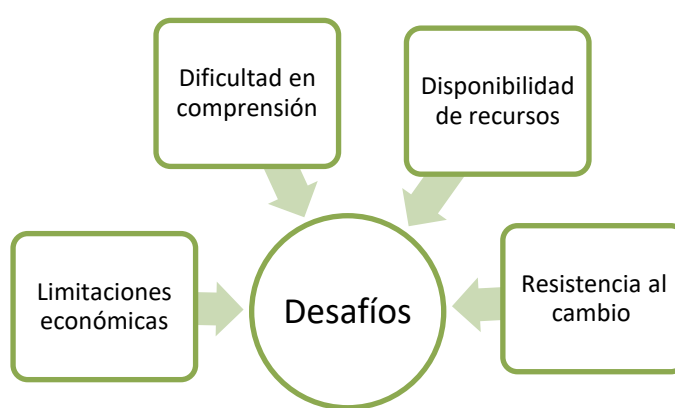 Dificultad en
comprensión
Disponibilidad
de recursos
Limitaciones
económicas
Desafíos
Resistencia al
cambio